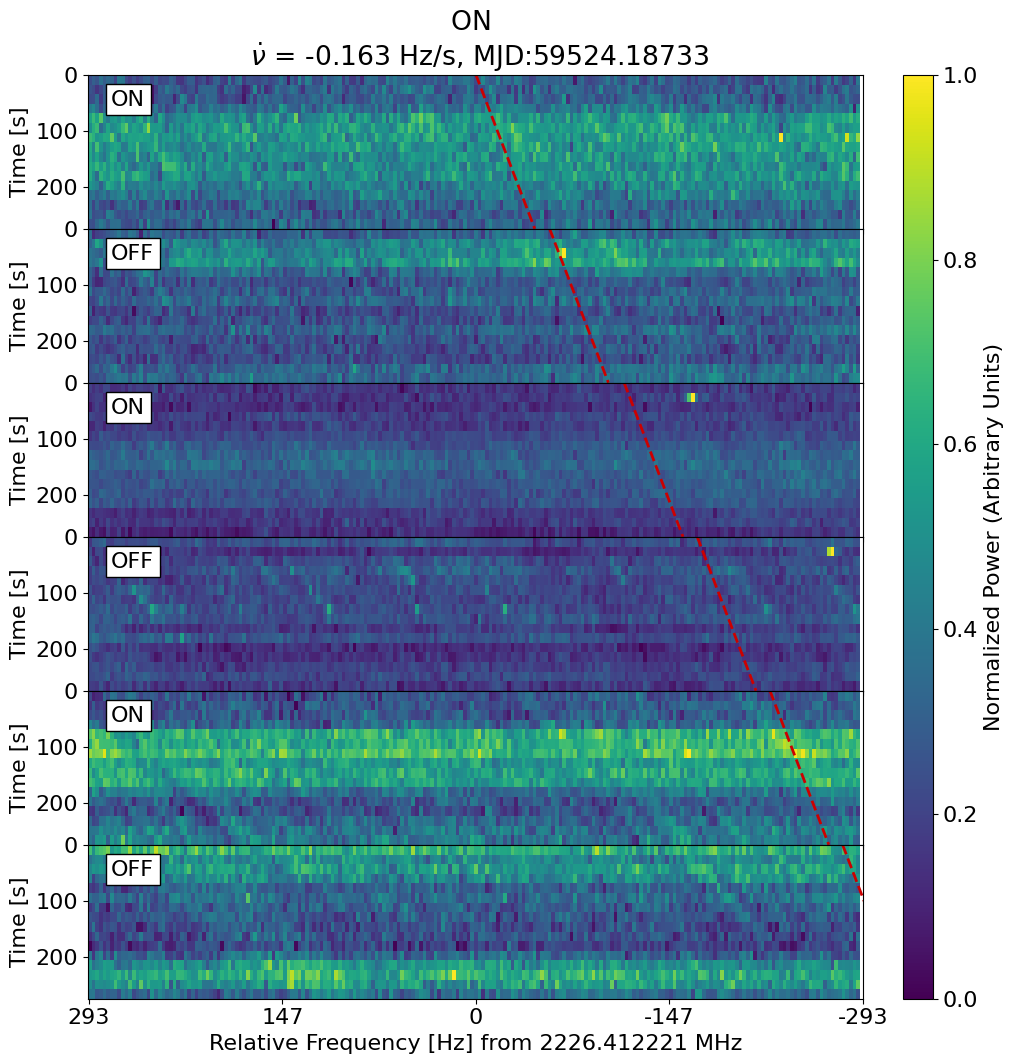 ON
ν̇ = -0.163 Hz/s, MJD:59524.18733
0
ON
100
Time [s]
200
0
OFF
100
Time [s]
200
0
ON
100
Time [s]
200
0
OFF
100
Time [s]
200
0
ON
100
Time [s]
200
0
OFF
100
Time [s]
200
293 147 0 -147 -293
Relative Frequency [Hz] from 2226.412221 MHz
1.0
0.8
0.6
0.4
0.2
0.0
Normalized Power (Arbitrary Units)